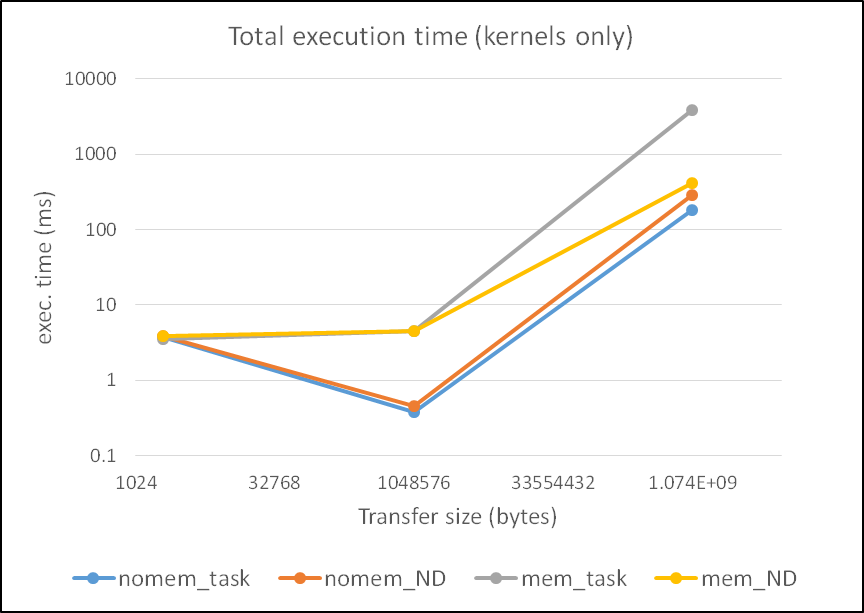 Total execution time (kernels only)
10000
1000
100
10
1
0.1
exec. time (ms)
1024 32768 1048576 33554432 1.074E+09
Transfer size (bytes)
nomem_task nomem_ND mem_task mem_ND